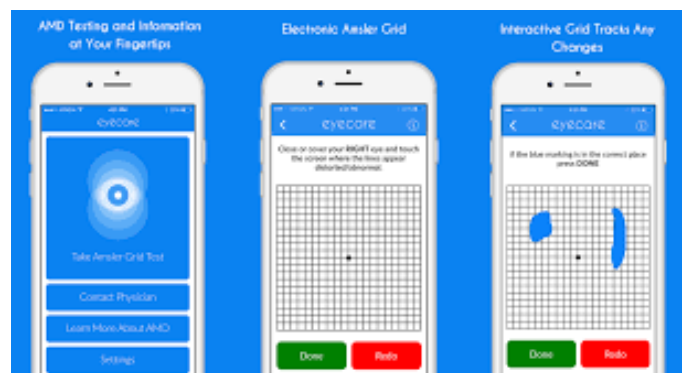 AMD Testing and Information
at Your Fingertips
eyecare
Take Amsler Grid Test
Contact Physician
Learn More About AMD
Settings
Electronic Amsler Grid
eyecare
Close or cover your RIGHT eye and touch
the screen where the lines appear
distorted/abnormal.
Done
Redo
Interactive Grid Tracks Any
Changes
eyecare
If the blue marking is in the correct place
press DONE
Done
Redo